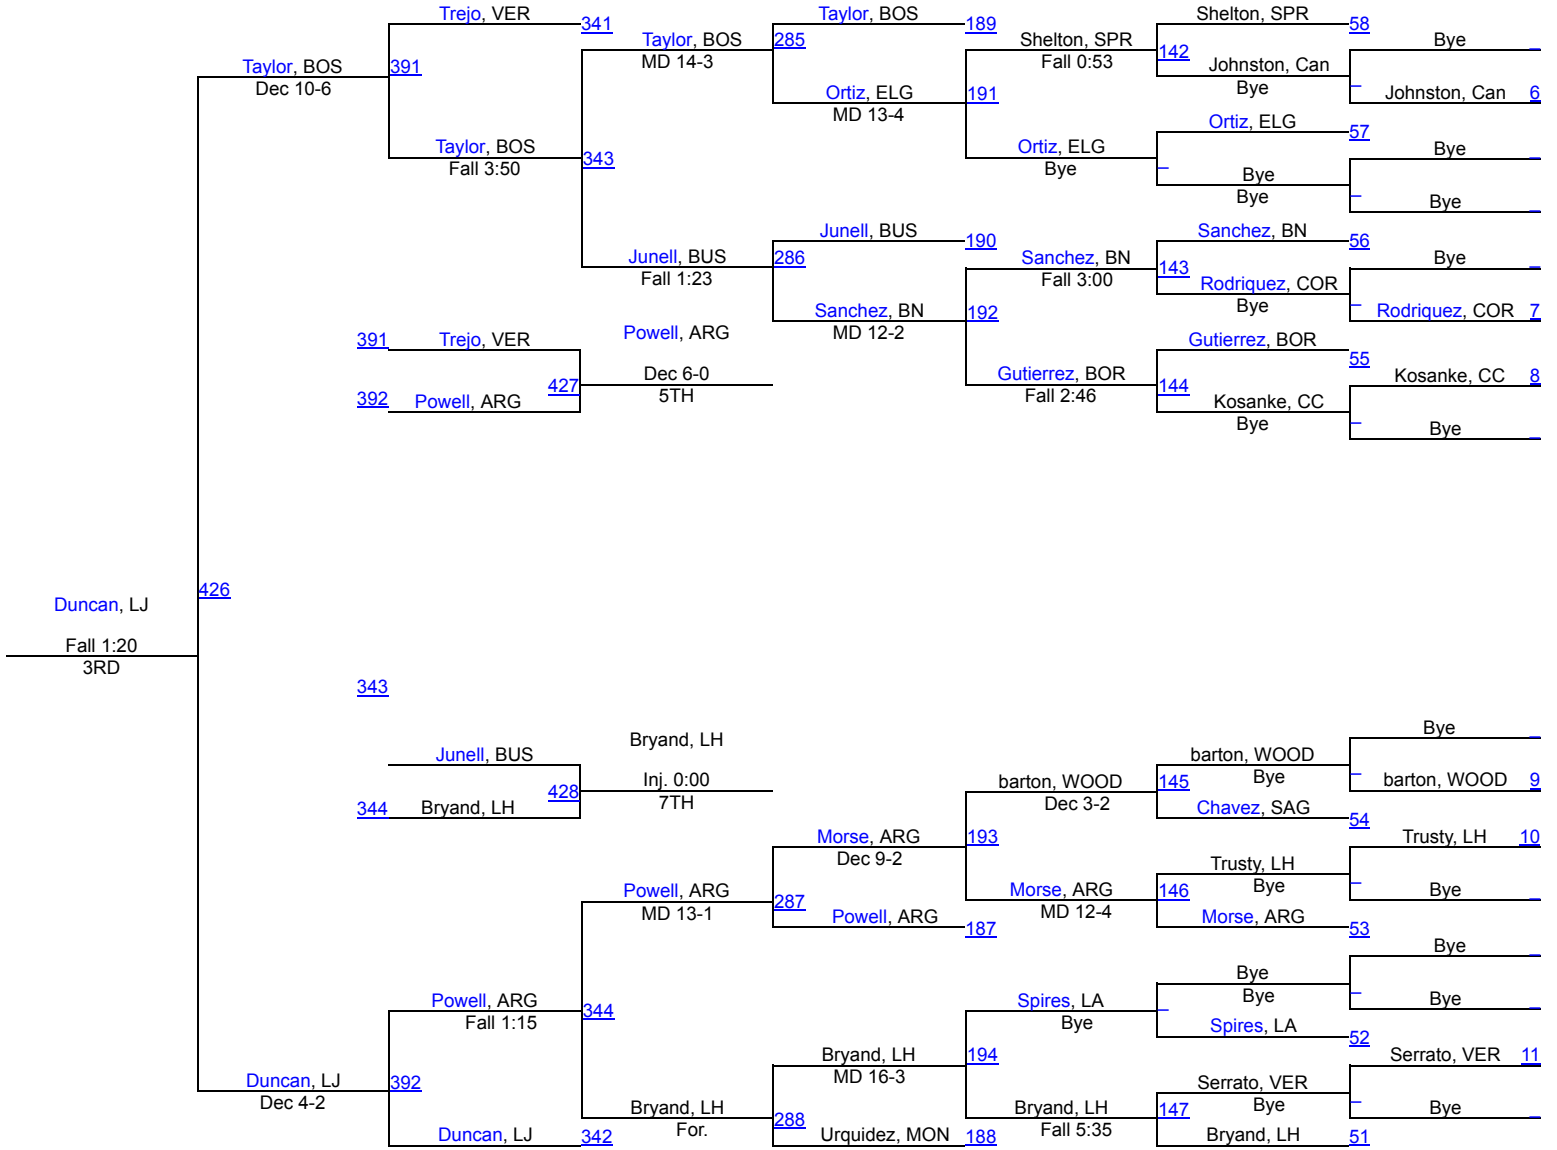 Trejo, VER
341
Taylor, BOS
189
Shelton, SPR
58
Taylor, BOS
MD 14-3
285
Shelton, SPR
Fall 0:53
142
Bye
Taylor, BOS
Dec 10-6
391
Johnston, Can
Bye
Ortiz, ELG
MD 13-4
191
Johnston, Can 6
Ortiz, ELG
57
Taylor, BOS
Fall 3:50
343
Ortiz, ELG
Bye
Bye
Bye
Bye
Bye
Junell, BUS
190
Sanchez, BN
56
Junell, BUS
Fall 1:23
286
Sanchez, BN
Fall 3:00
143
Bye
Rodriquez, COR
Bye
Sanchez, BN
MD 12-2
192
Rodriquez, COR 7
391
Trejo, VER
Powell, ARG
Gutierrez, BOR
55
427
Dec 6-0
5TH
Gutierrez, BOR
Fall 2:46
144
Kosanke, CC 8
392
Powell, ARG
Kosanke, CC
Bye
Bye
426
Duncan, LJ
Fall 1:20
3RD
343
Bye
Junell, BUS
Bryand, LH
barton, WOOD
Bye
428
Inj. 0:00
7TH
barton, WOOD
Dec 3-2
145
barton, WOOD 9
344
Bryand, LH
Chavez, SAG
54
Morse, ARG
Dec 9-2
193
Trusty, LH 10
Trusty, LH
Bye
Powell, ARG
MD 13-1
287
Morse, ARG
MD 12-4
146
Bye
Powell, ARG
187
Morse, ARG
53
Bye
Bye
Bye
Powell, ARG
Fall 1:15
344
Spires, LA
Bye
Bye
Spires, LA
52
Bryand, LH
MD 16-3
194
Serrato, VER 11
Duncan, LJ
Dec 4-2
392
Serrato, VER
Bye
Bryand, LH
For.
288
Bryand, LH
Fall 5:35
147
Bye
Duncan, LJ
342
Urquidez, MON
188
Bryand, LH
51